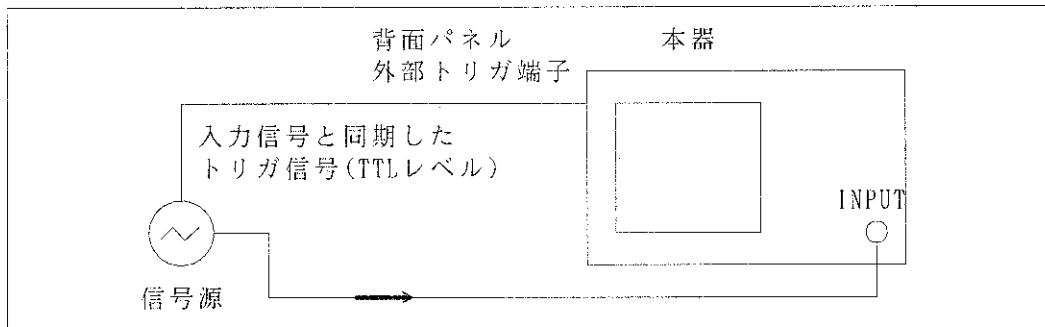 背面パネル
外部トリガ端子
本器
入力信号と同期した
トリガ信号(TTLレベル)
INPUT
信号源